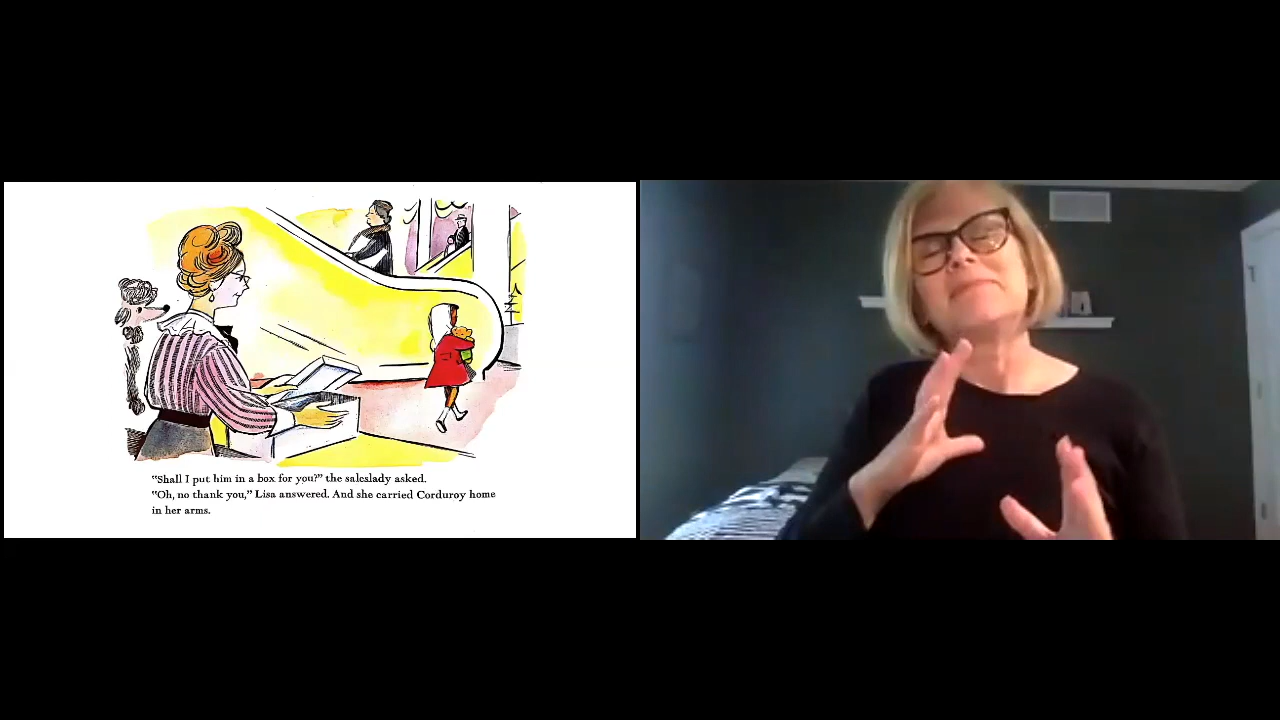 "Shall I put him in a box for you?" the saleslady asked.
"Oh, no thank you," Lisa answered. And she carried Corduroy home
in her arms.